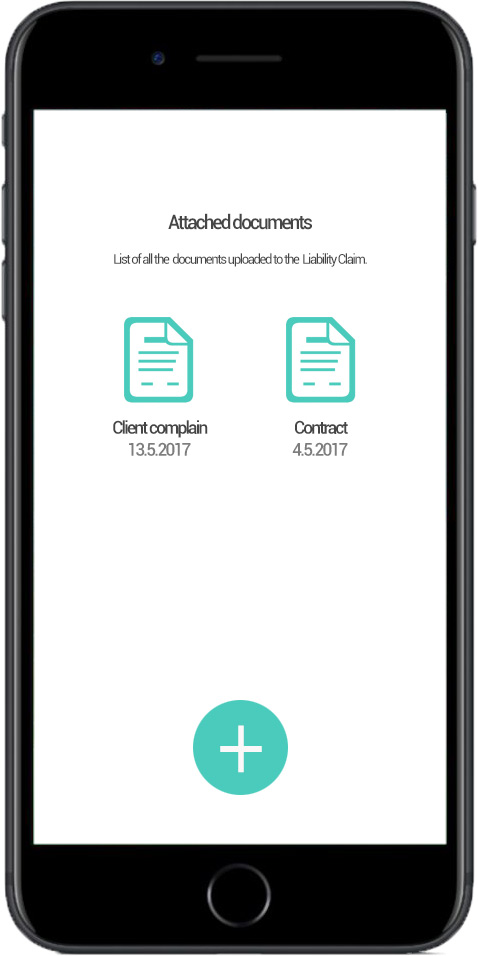 Attached documents
List of all the documents uploaded to the Liability Claim.
Client complain
13.5.2017
Contract
4.5.2017